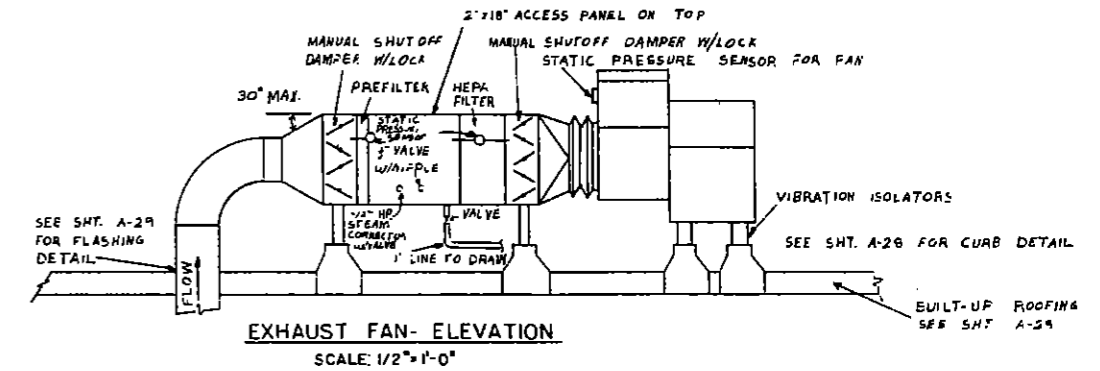 2"x18" ACCESS PANEL ON TOP
MANUAL SHUTOFF
DAMPER W/LOCK
MANUAL SHUTOFF DAMPER W/LOCK
STATIC PRESSURE SENSOR FOR FAN
PREFILTER
HEPA
FILTER
30° MAX.
STATIC
PRESSURE
SENSOR
VALVE
W/NIPPLE
HP
STEAM
CONNECTION
W/VALVE
VALVE
1" LINE TO DRAIN
VIBRATION ISOLATORS
SEE SHT. A-29
FOR FLASHING
DETAIL
SEE SHT. A-28 FOR CURB DETAIL
FLOW
BUILT-UP ROOFING
SEE SHT A-29
EXHAUST FAN- ELEVATION
SCALE: 1/2"=1'-0"